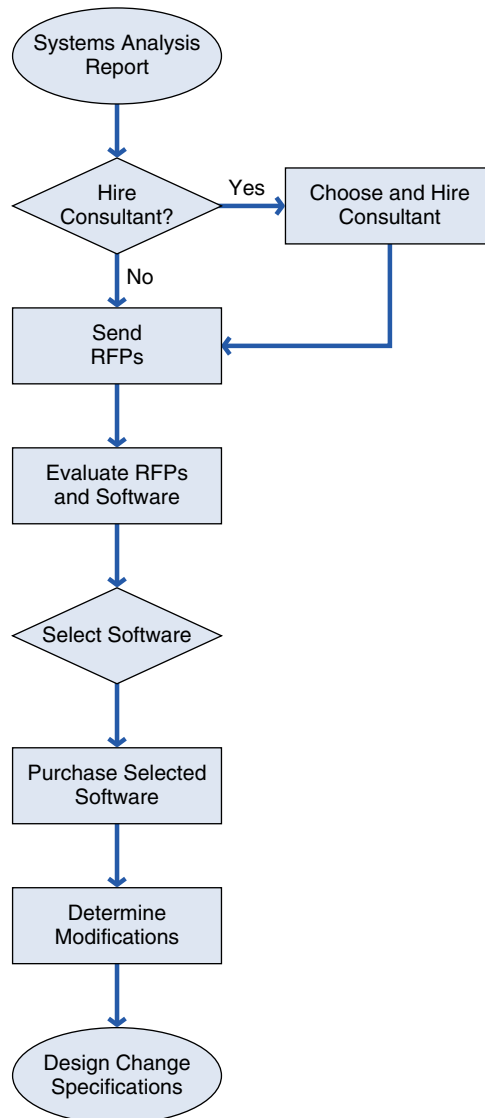 Systems Analysis
Report
Hire
Consultant?
Yes
Choose and Hire
Consultant
No
Send
RFPs
Evaluate RFPs
and Software
Select Software
Purchase Selected
Software
Determine
Modifications
Design Change
Specifications